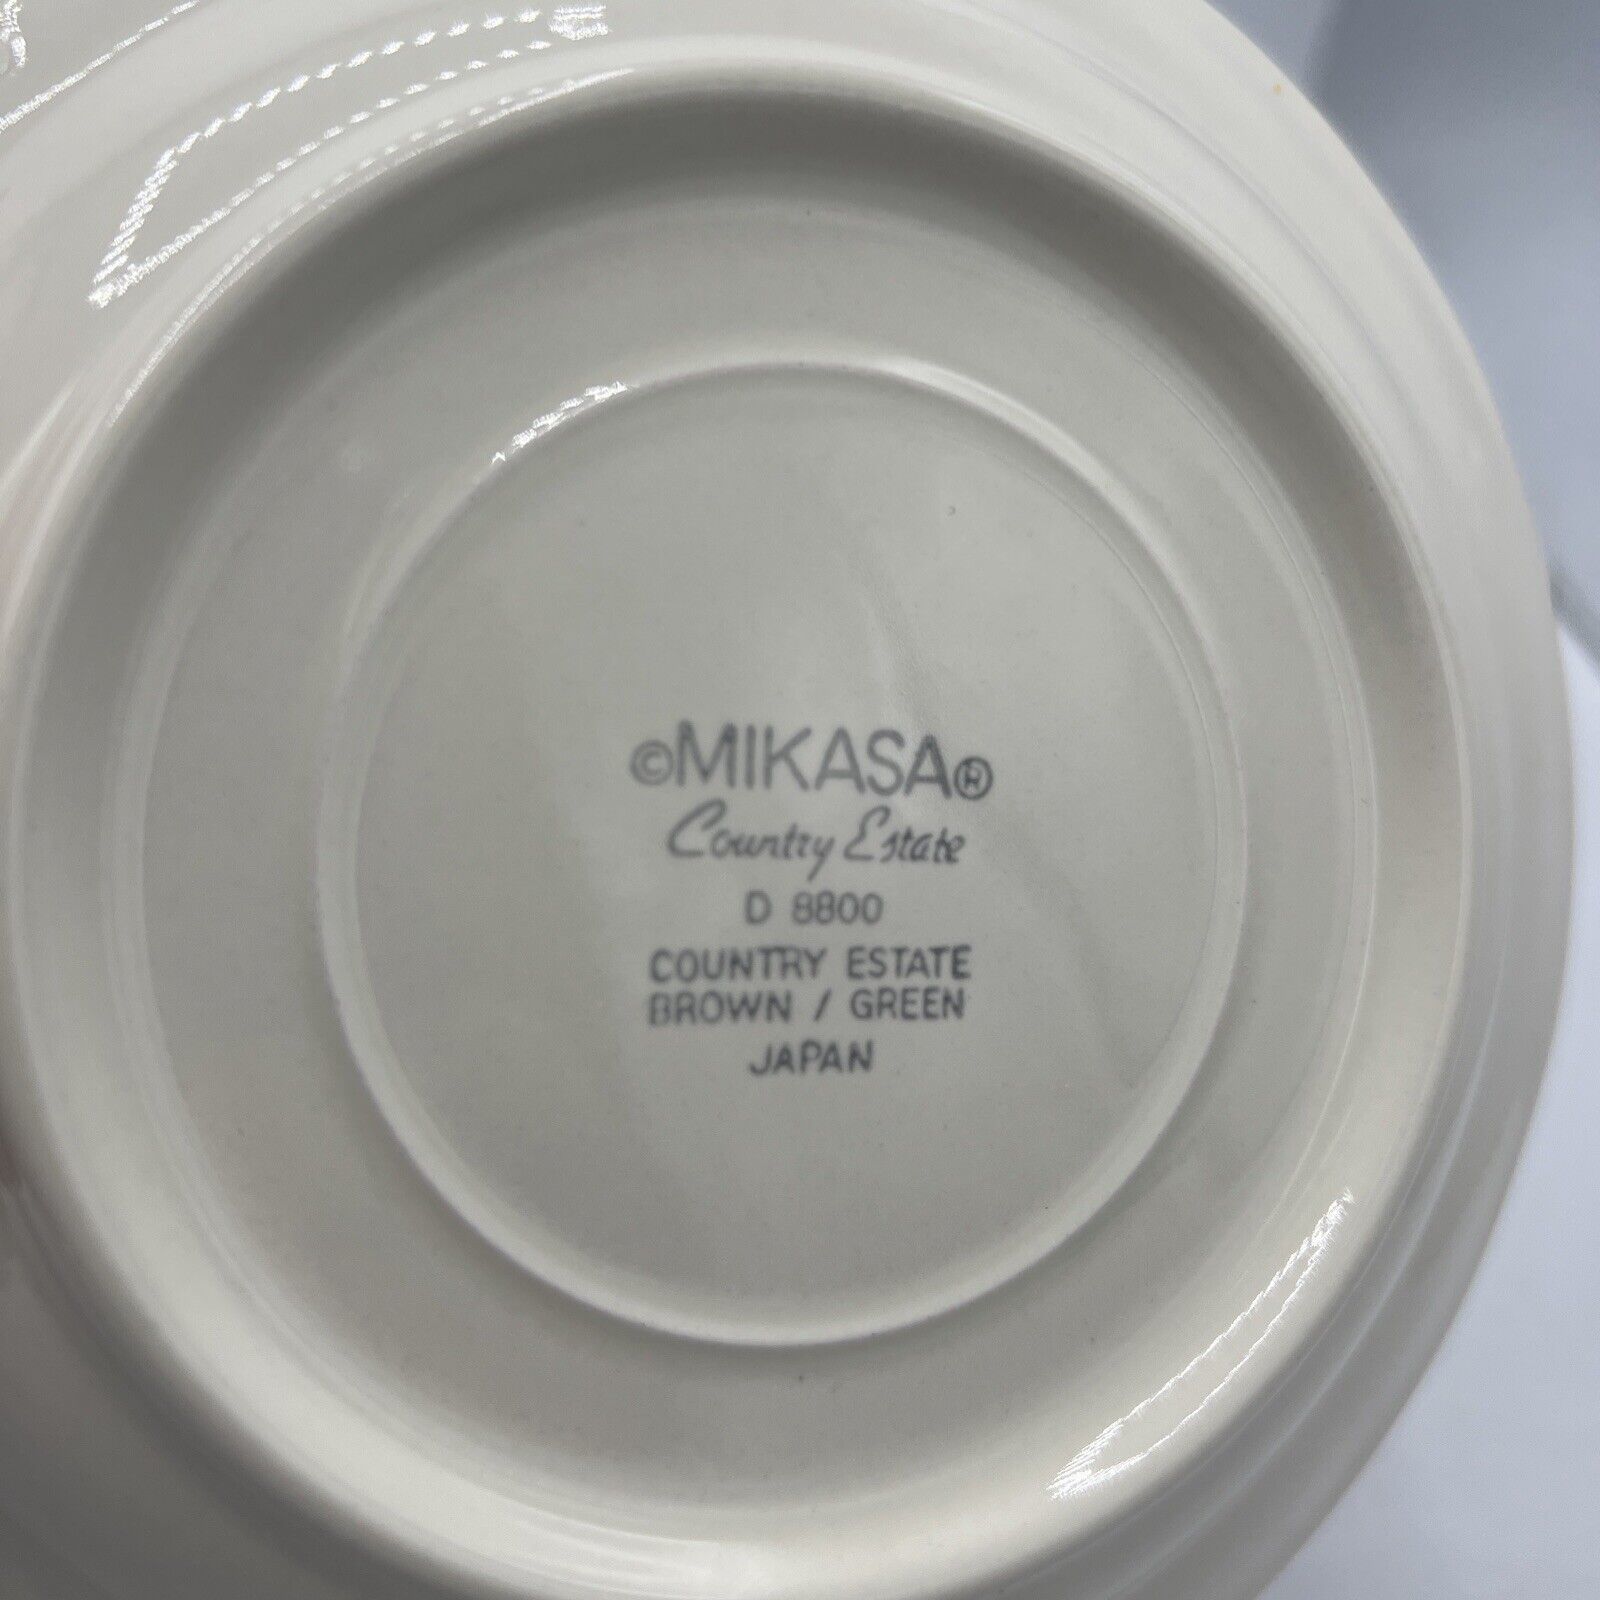 ©MIKASA®
Country Estate
D 8800
COUNTRY ESTATE
BROWN / GREEN
JAPAN